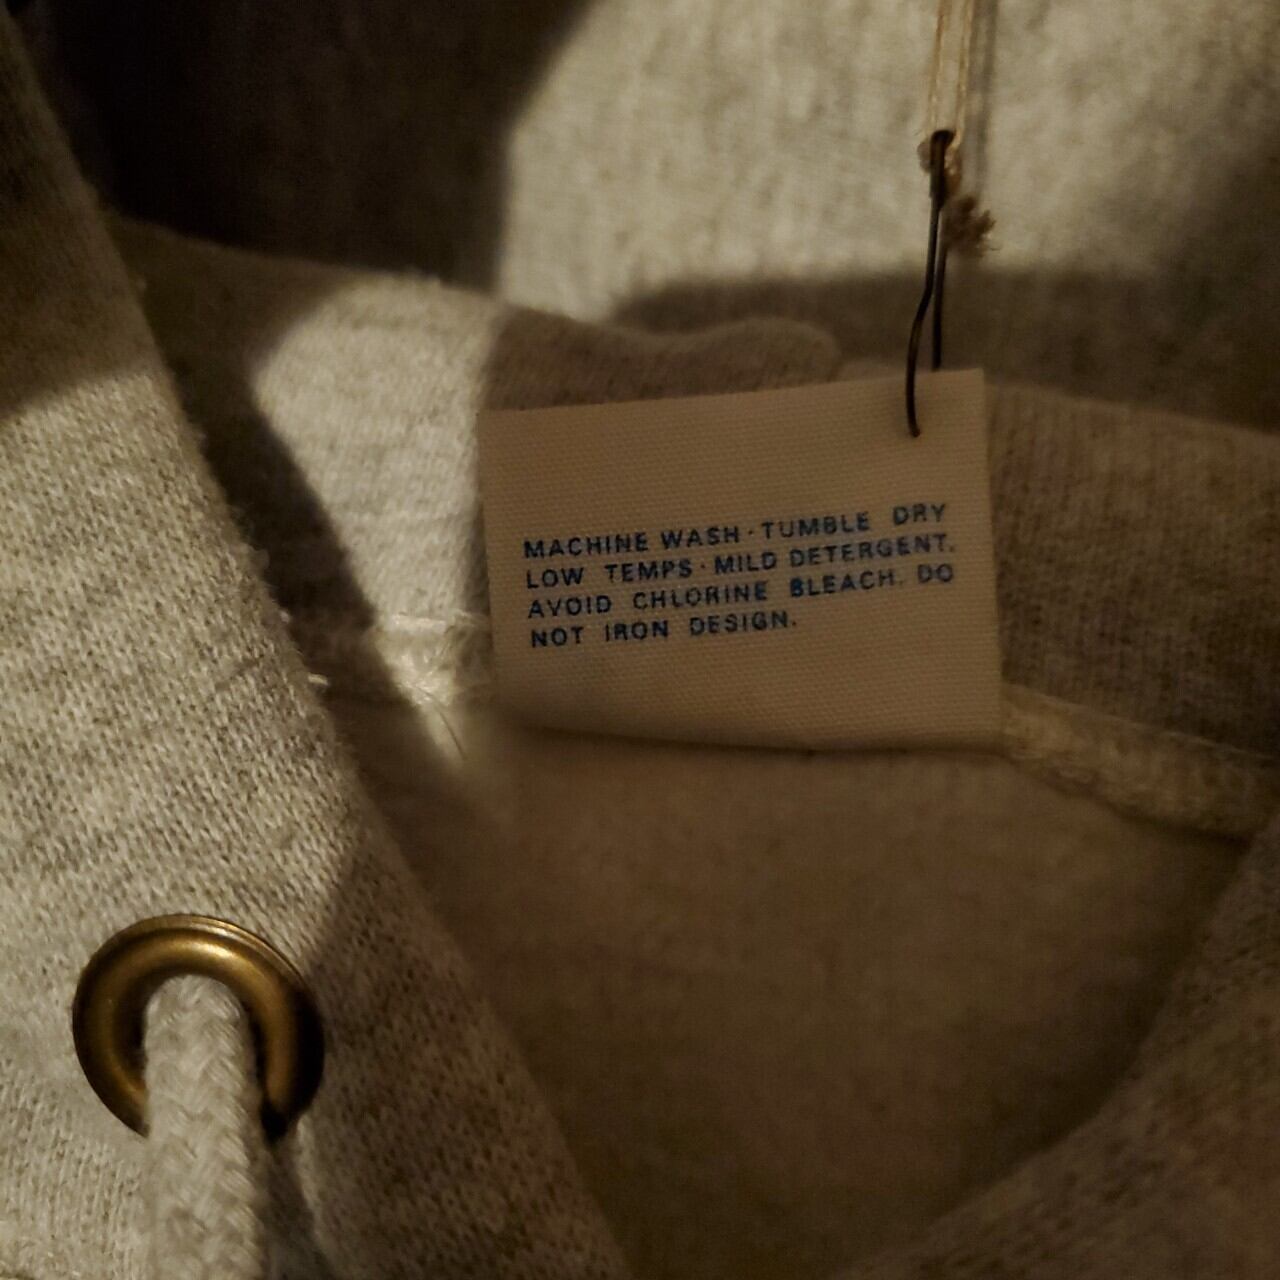 MACHINE WASH · TUMBLE DRY
LOW TEMPS · MILD DETERGENT.
AVOID CHLORINE BLEACH. DO
NOT IRON DESIGN.